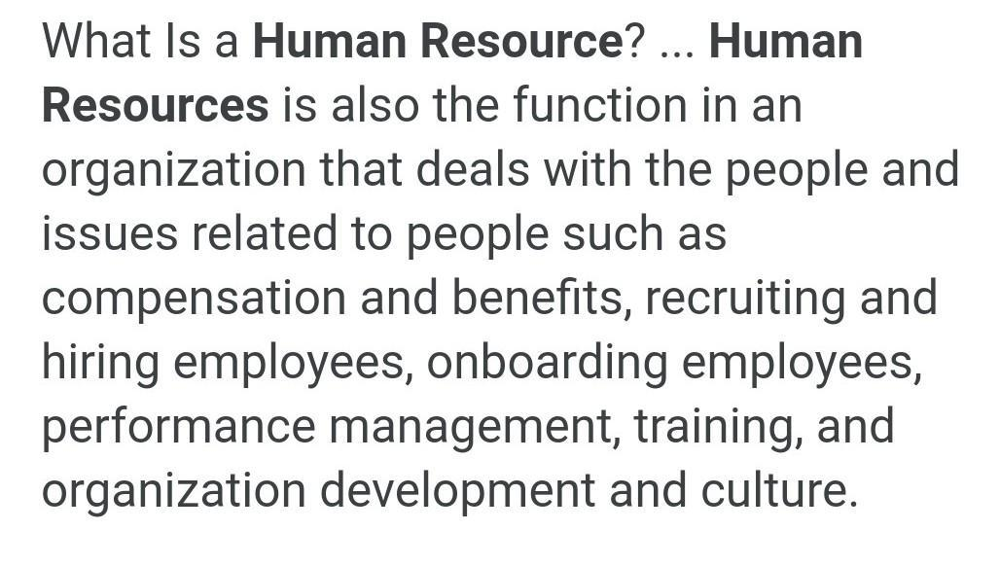 What Is a Human Resource? ... Human
Resources is also the function in an
organization that deals with the people and
issues related to people such as
compensation and benefits, recruiting and
hiring employees, onboarding employees,
performance management, training, and
organization development and culture.